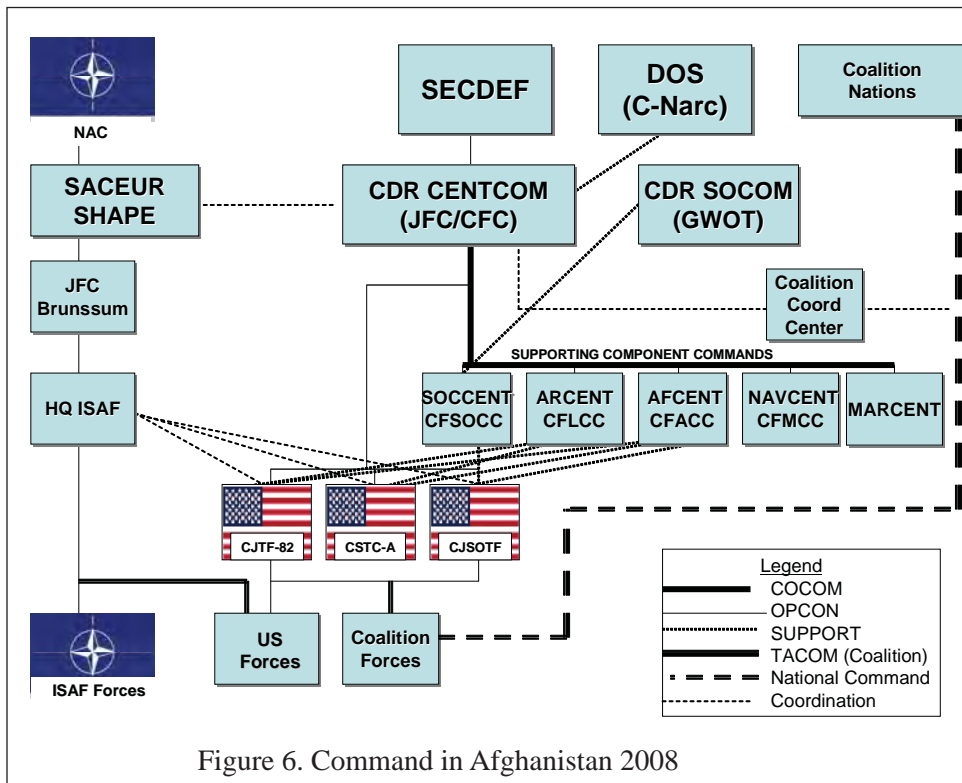 NAC
SECDEF
DOS
(C-Narc)
Coalition
Nations
SACEUR
SHAPE
CDR CENTCOM
(JFC/CFC)
CDR SOCOM
(GWOT)
JFC
Brunssum
Coalition
Coord
Center
SUPPORTING COMPONENT COMMANDS
HQ ISAF
SOCCENT
CFSOCC
ARCENT
CFLCC
AFCENT
CFACC
NAVCENT
CFMCC
MARCENT
CJTF-82
CSTC-A
CJSOTF
US
Forces
Coalition
Forces
ISAF Forces
Legend
COCOM
OPCON
SUPPORT
TACOM (Coalition)
National Command
Coordination
Figure 6. Command in Afghanistan 2008